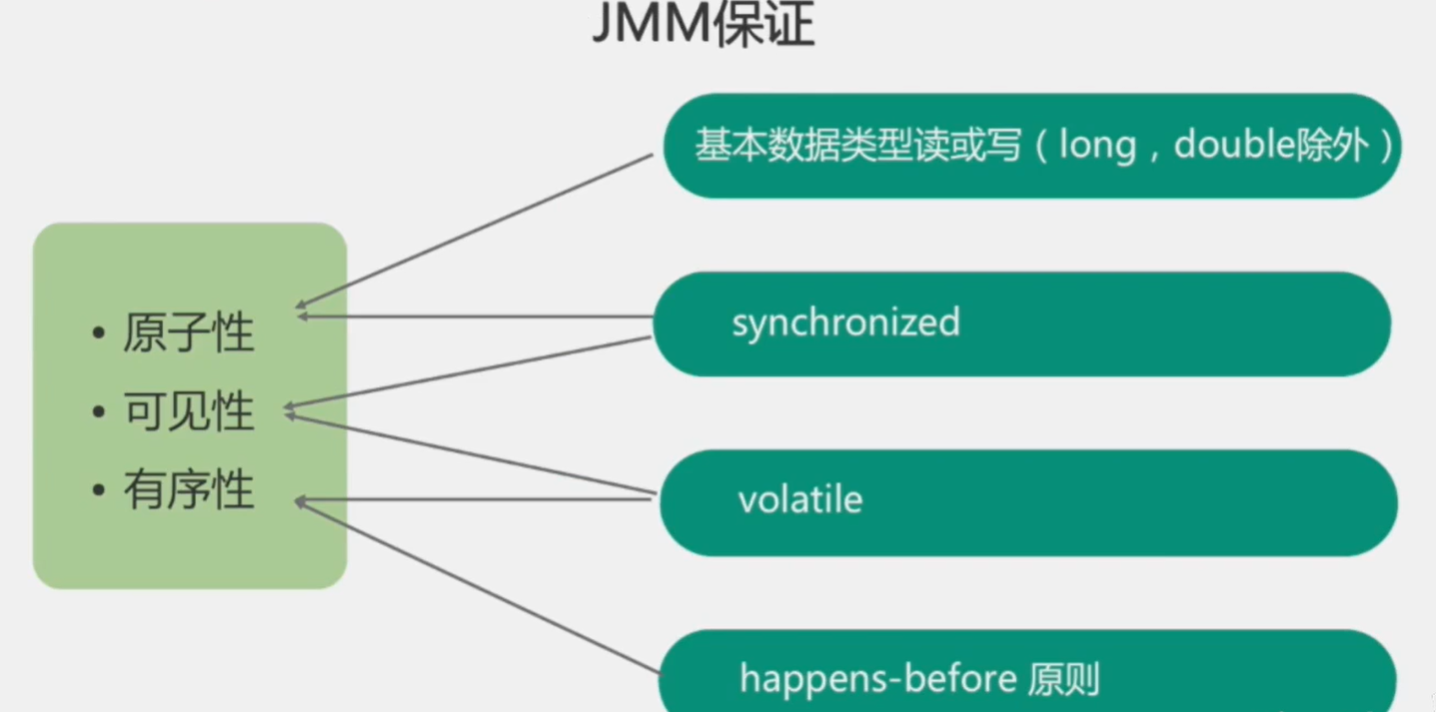 JMM保证
基本数据类型读或写（long，double除外）
• 原子性
• 可见性
• 有序性
synchronized
volatile
happens-before 原则